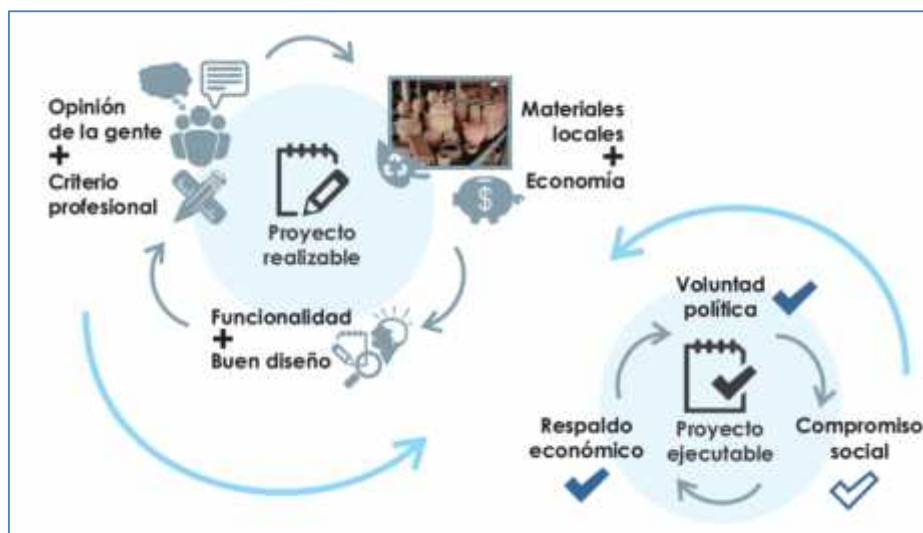 Opinión
de la gente
+
Criterio
profesional
Materiales
locales
+
Economía
$
Proyecto
realizable
Funcionalidad
+
Buen diseño
Voluntad
política
Respaldo
económico
Proyecto
ejecutable
Compromiso
social